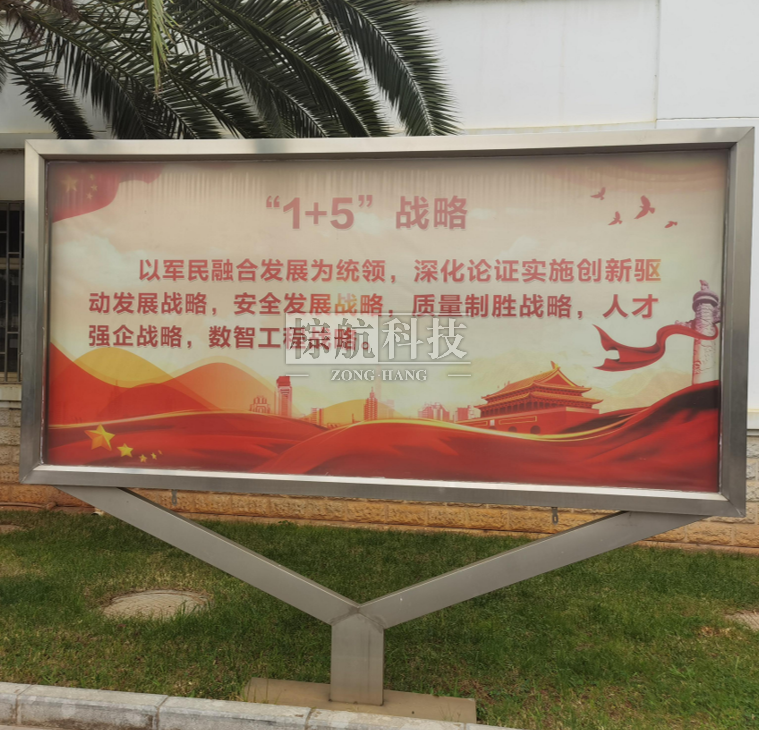 “1+5”战略
以军民融合发展为统领，深化论证实施创新驱
动发展战略，安全发展战略，质量制胜战略，人才
强企战略，数智工程战略。
航科技
ZONG·HANG